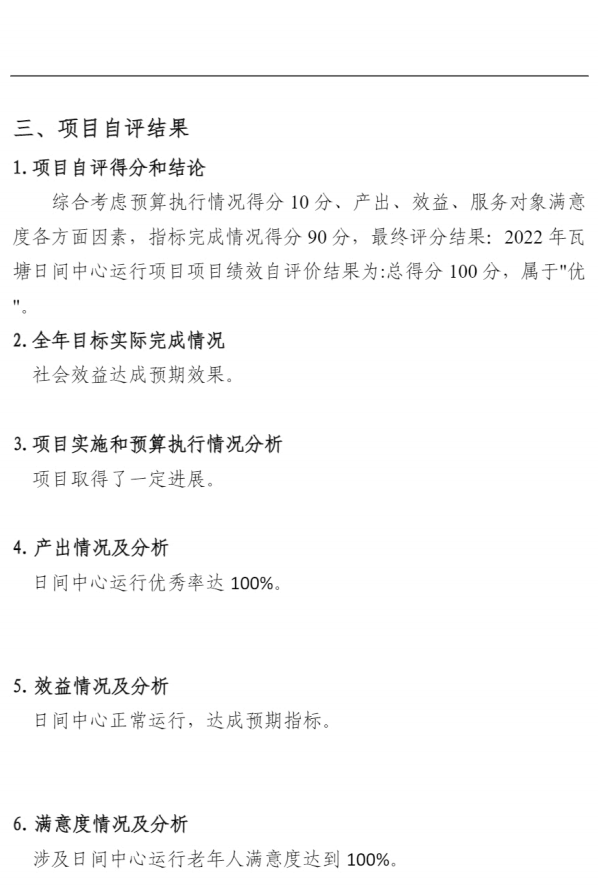 三、项目自评结果
1. 项目自评得分和结论
综合考虑预算执行情况得分 10 分、产出、效益、服务对象满意
度各方面因素，指标完成情况得分 90 分，最终评分结果：2022 年瓦
塘日间中心运行项目项目绩效自评价结果为:总得分 100 分，属于"优
"。
2. 全年目标实际完成情况
社会效益达成预期效果。
3. 项目实施和预算执行情况分析
项目取得了一定进展。
4. 产出情况及分析
日间中心运行优秀率达 100%。
5. 效益情况及分析
日间中心正常运行，达成预期指标。
6. 满意度情况及分析
涉及日间中心运行老年人满意度达到 100%。